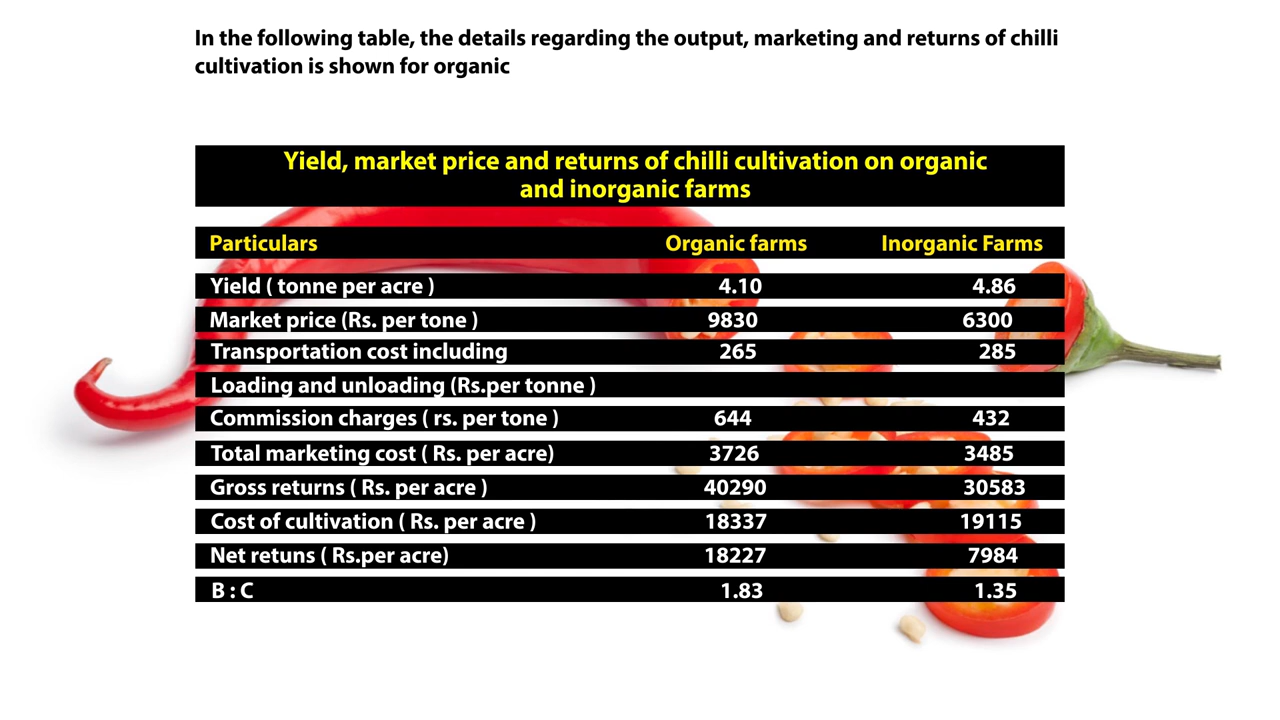 In the following table, the details regarding the output, marketing and returns of chilli
cultivation is shown for organic
Yield, market price and returns of chilli cultivation on organic
and inorganic farms
Particulars Organic farms Inorganic Farms
Yield ( tonne per acre ) 4.10 4.86
Market price (Rs. per tone ) 9830 6300
Transportation cost including 265 285
Loading and unloading (Rs.per tonne )
Commission charges ( rs. per tone ) 644 432
Total marketing cost ( Rs. per acre) 3726 3485
Gross returns ( Rs. per acre ) 40290 30583
Cost of cultivation ( Rs. per acre ) 18337 19115
Net retuns ( Rs.per acre) 18227 7984
B : C 1.83 1.35